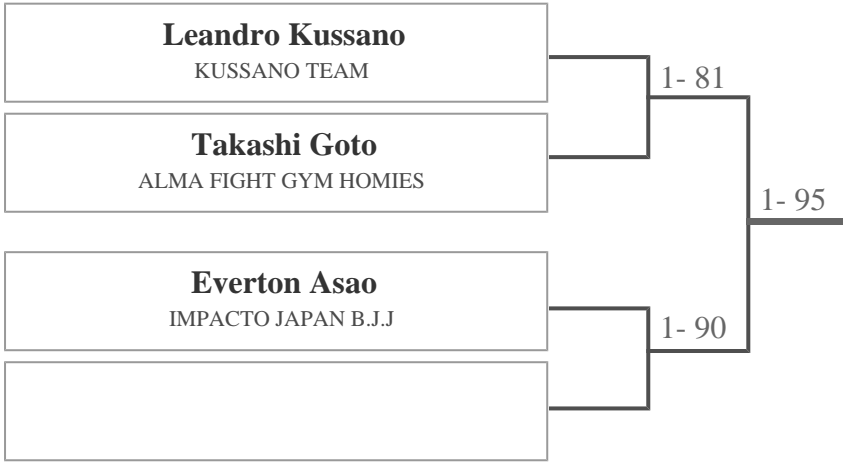 Leandro Kussano
KUSSANO TEAM
1- 81
Takashi Goto
ALMA FIGHT GYM HOMIES
1- 95
Everton Asao
IMPACTO JAPAN B.J.J
1- 90